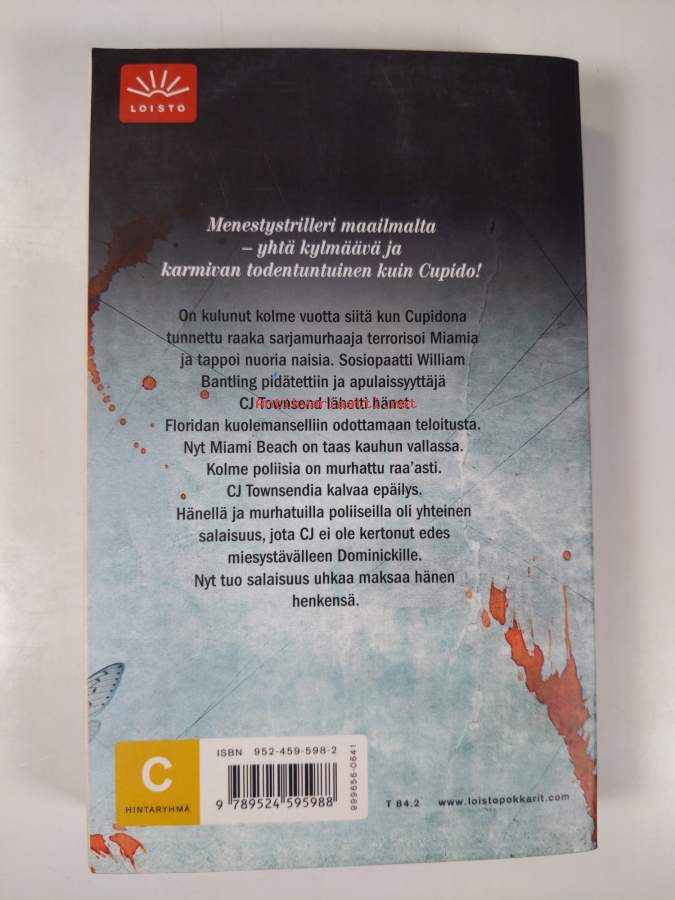 LOISTO
Menestystrilleri maailmalta
– yhtä kylmäävä ja
karmivan todentuntuinen kuin Cupido!
On kulunut kolme vuotta siitä kun Cupidona
tunnettu raaka sarjamurhaaja terrorisoi Miamia
ja tappoi nuoria naisia. Sosiopaatti William
Bantling pidätettiin ja apulaissyyttäjä
CJ Townsend lähetti hänet
Floridan kuolemanselliin odottamaan teloitusta.
Nyt Miami Beach on taas kauhun vallassa.
Kolme poliisia on murhattu raa'asti.
CJ Townsendia kalvaa epäilys.
Hänellä ja murhatuilla poliiseilla oli yhteinen
salaisuus, jota CJ ei ole kertonut edes
miesystävälleen Dominickille.
Nyt tuo salaisuus uhkaa maksaa hänen
henkensä.
C
HINTARYHMÄ
ISBN 952-459-598-2
9 789524 595988
999656-0641
T 84.2 www.loistopokkarit.com